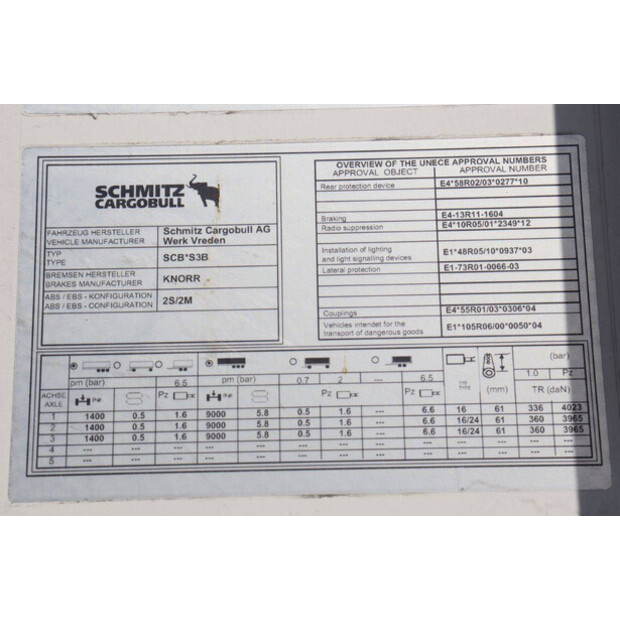 SCHMITZ
CARGOBULL
FAHRZEUG HERSTELLER
VEHICLE MANUFACTURER
Schmitz Cargobull AG
Werk Vreden
TYP
TYPE
SCB*S3B
BREMSEN HERSTELLER
BRAKES MANUFACTURER
KNORR
ABS / EBS - KONFIGURATION
ABS / EBS - CONFIGURATION
2S/2M
OVERVIEW OF THE UNECE APPROVAL NUMBERS
APPROVAL OBJECT APPROVAL NUMBER
Rear protection device E4*58R02/03*0277*10
Braking E4-13R11-1604
Radio suppression E4*10R05/01*2349*12
Installation of lighting
and light signalling devices E1*48R05/10*0937*03
Lateral protection E1-73R01-0066-03
Couplings E4*55R01/03*0306*04
Vehicles intendet for the
transport of dangerous goods E1*105R06/00*0050*04
(bar)
pm (bar) 6.5 pm (bar) 0.7 2 --- 6.5 1.0 Pz
ACHSE
AXLE
Pz Pz TYP
TYPE (mm) TR (daN)
1 1400 0.5 1.6 9000 5.8 0.5 1.6 --- 6.6 16 61 336 4023
2 1400 0.5 1.6 9000 5.8 0.5 1.6 --- 6.6 16/24 61 360 3965
3 1400 0.5 1.6 9000 5.8 0.5 1.6 --- 6.6 16/24 61 360 3965
4 --- --- --- --- --- --- --- --- --- --- --- --- ---
5 --- --- --- --- --- --- --- --- --- --- --- --- ---